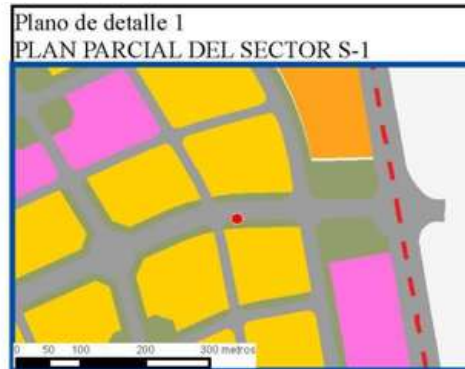 Plano de detalle 1
PLAN PARCIAL DEL SECTOR S-1
0 50 100 200 300 metros